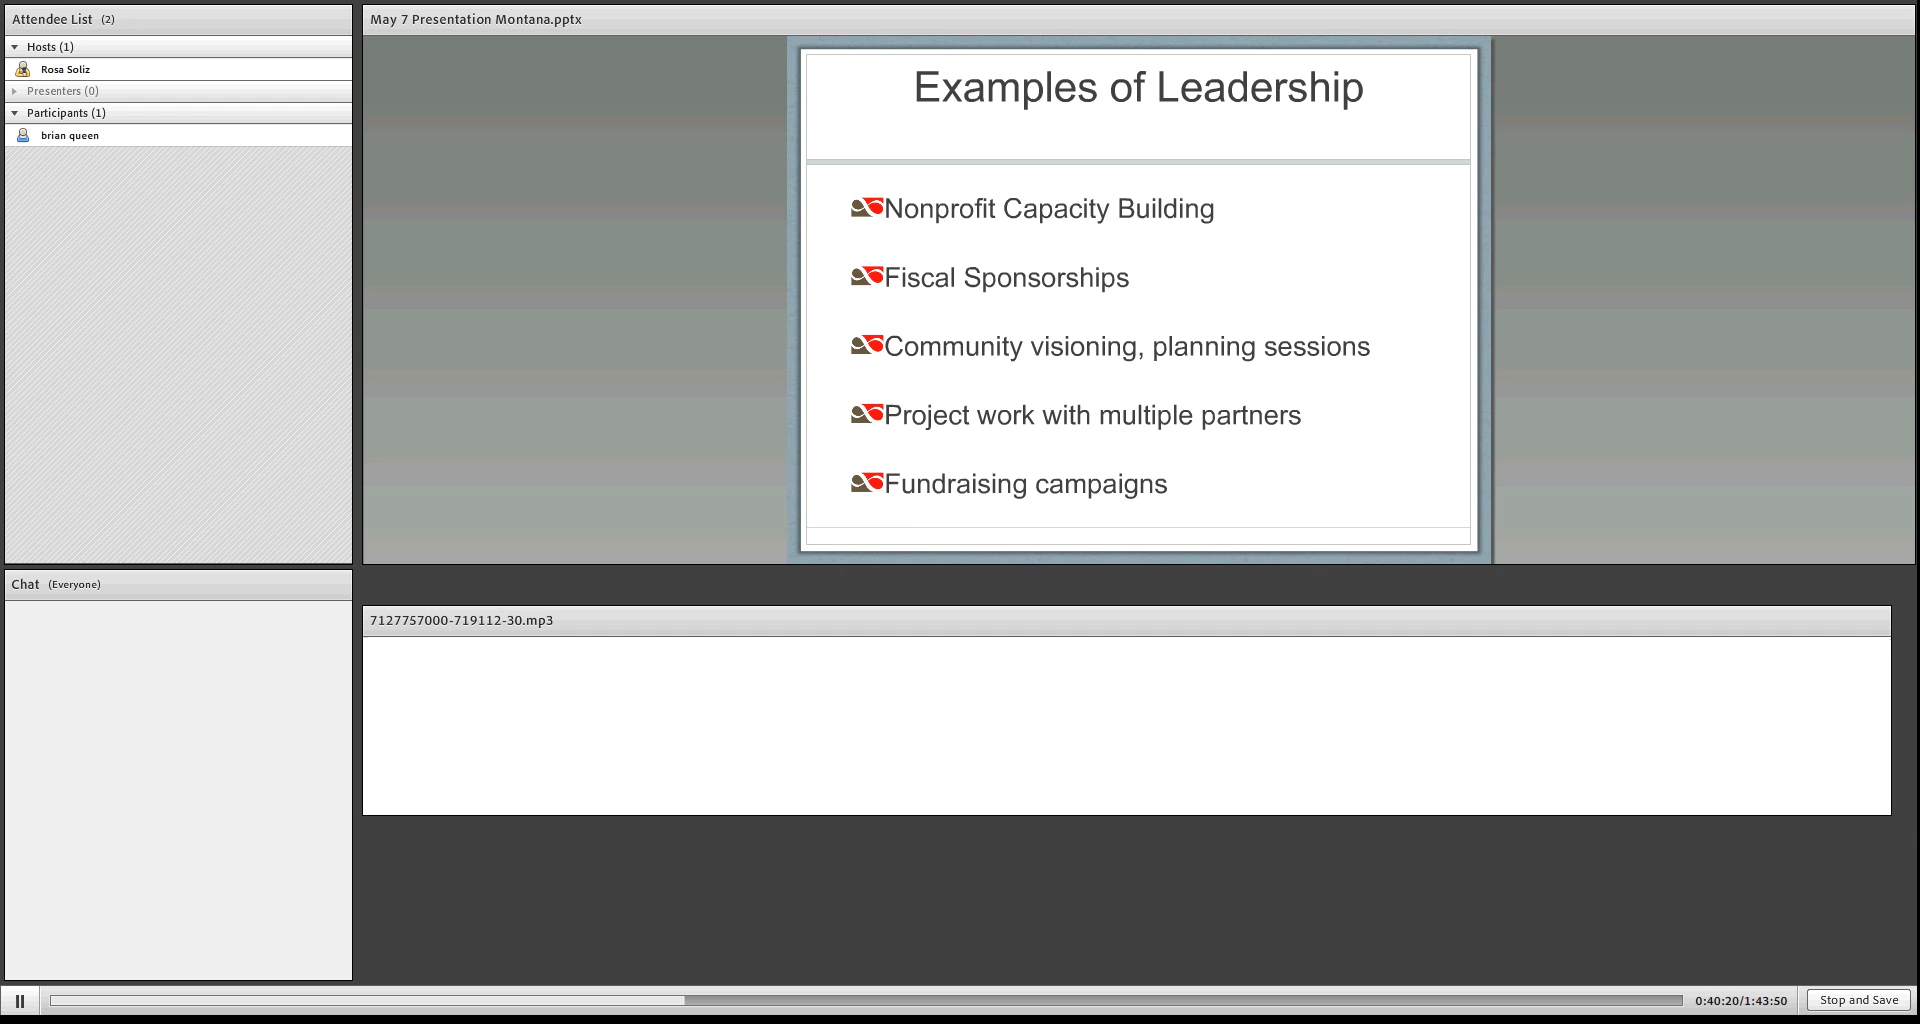 Attendee List (2)
Hosts (1)
Rosa Soliz
Presenters (0)
Participants (1)
brian queen
May 7 Presentation Montana.pptx
Examples of Leadership
Nonprofit Capacity Building
Fiscal Sponsorships
Community visioning, planning sessions
Project work with multiple partners
Fundraising campaigns
Chat (Everyone)
7127757000-719112-30.mp3
0:40:20/1:43:50
Stop and Save